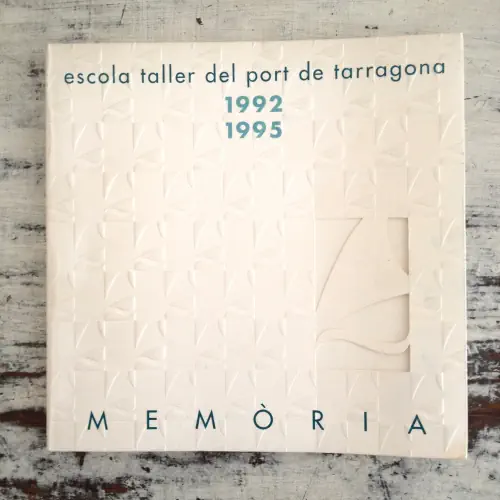 escola taller del port de tarragona
1992
1995
MEMÒRIA